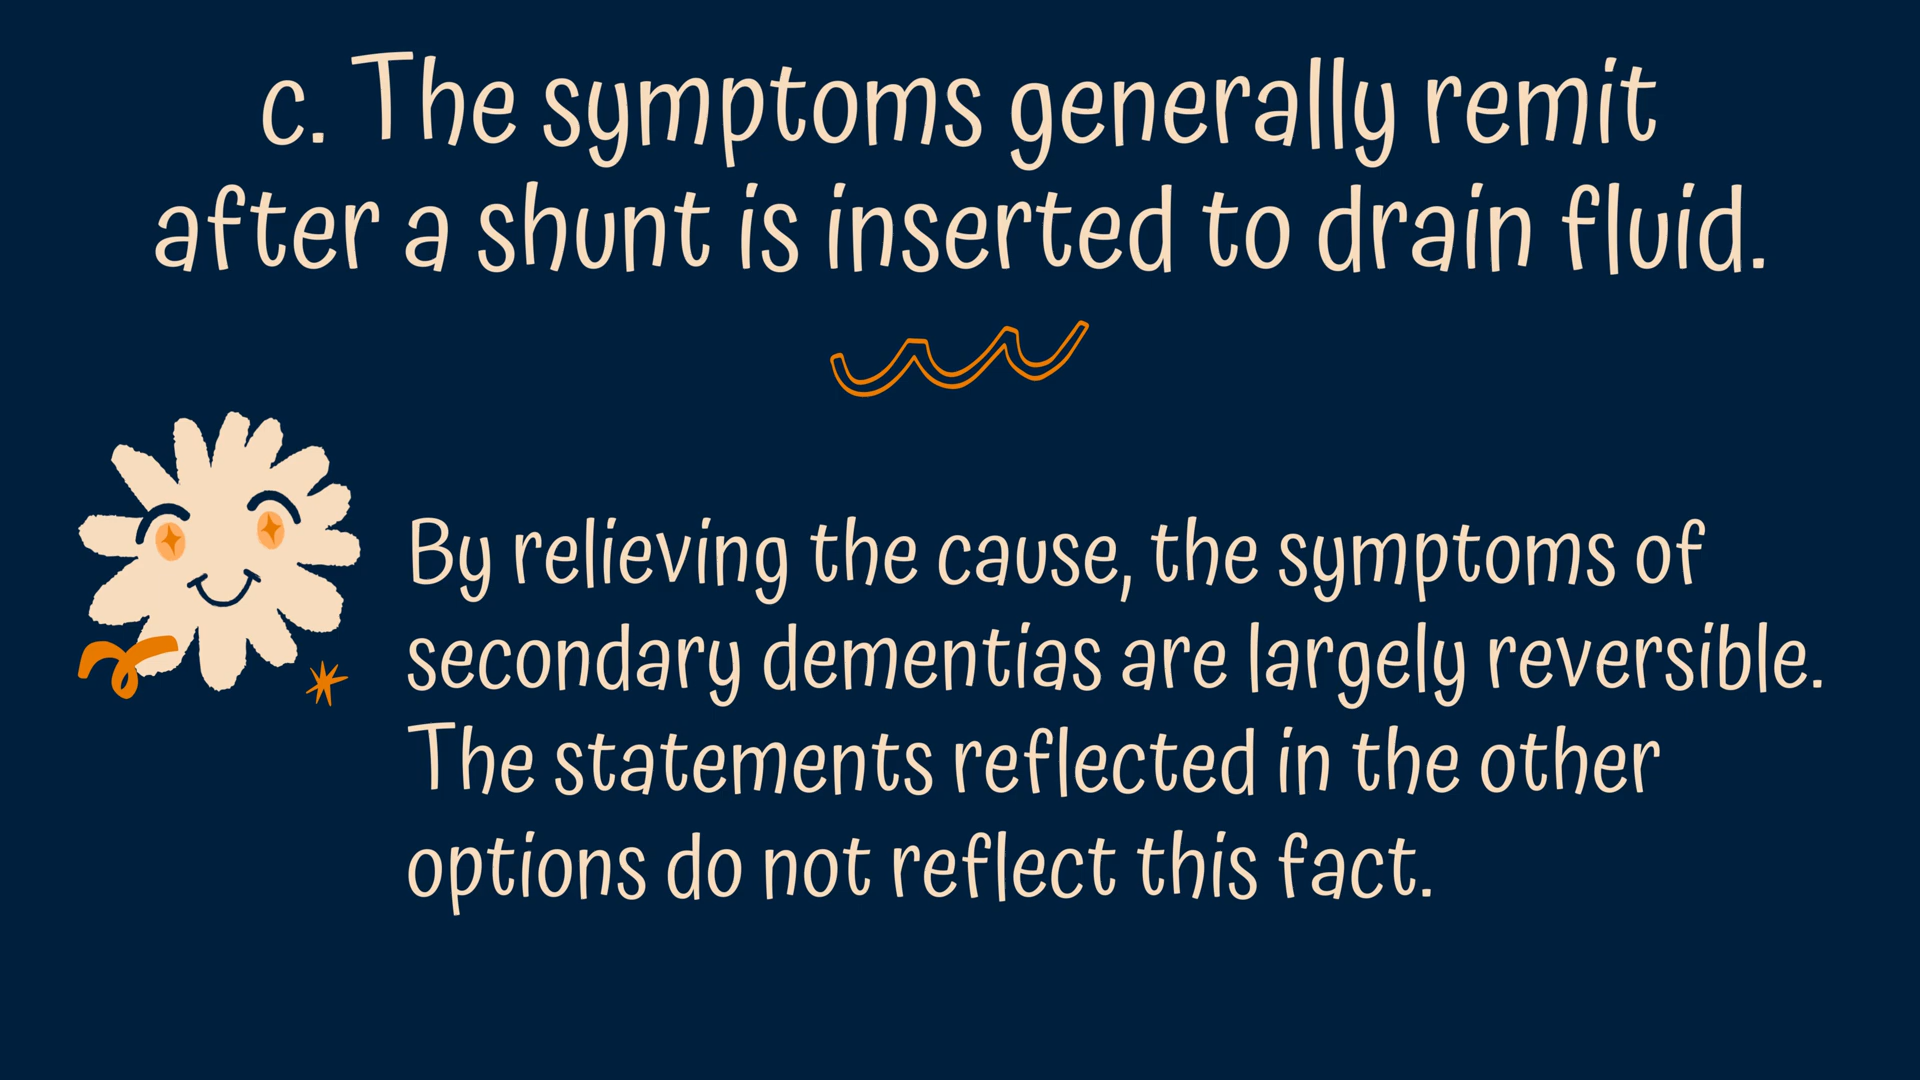 c. The symptoms generally remit
after a shunt is inserted to drain fluid.
By relieving the cause, the symptoms of
secondary dementias are largely reversible.
The statements reflected in the other
options do not reflect this fact.